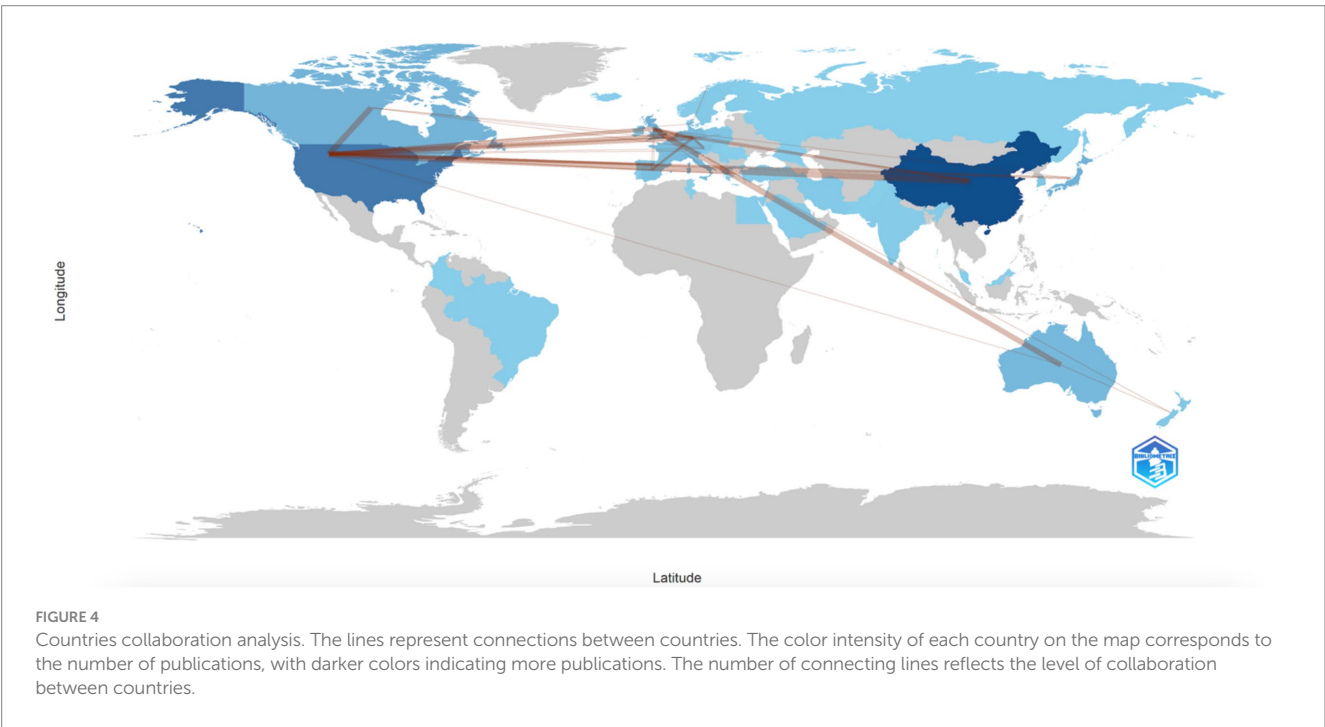 Longitude
BIBLIOMETRIX
Latitude
FIGURE 4
Countries collaboration analysis. The lines represent connections between countries. The color intensity of each country on the map corresponds to
the number of publications, with darker colors indicating more publications. The number of connecting lines reflects the level of collaboration
between countries.